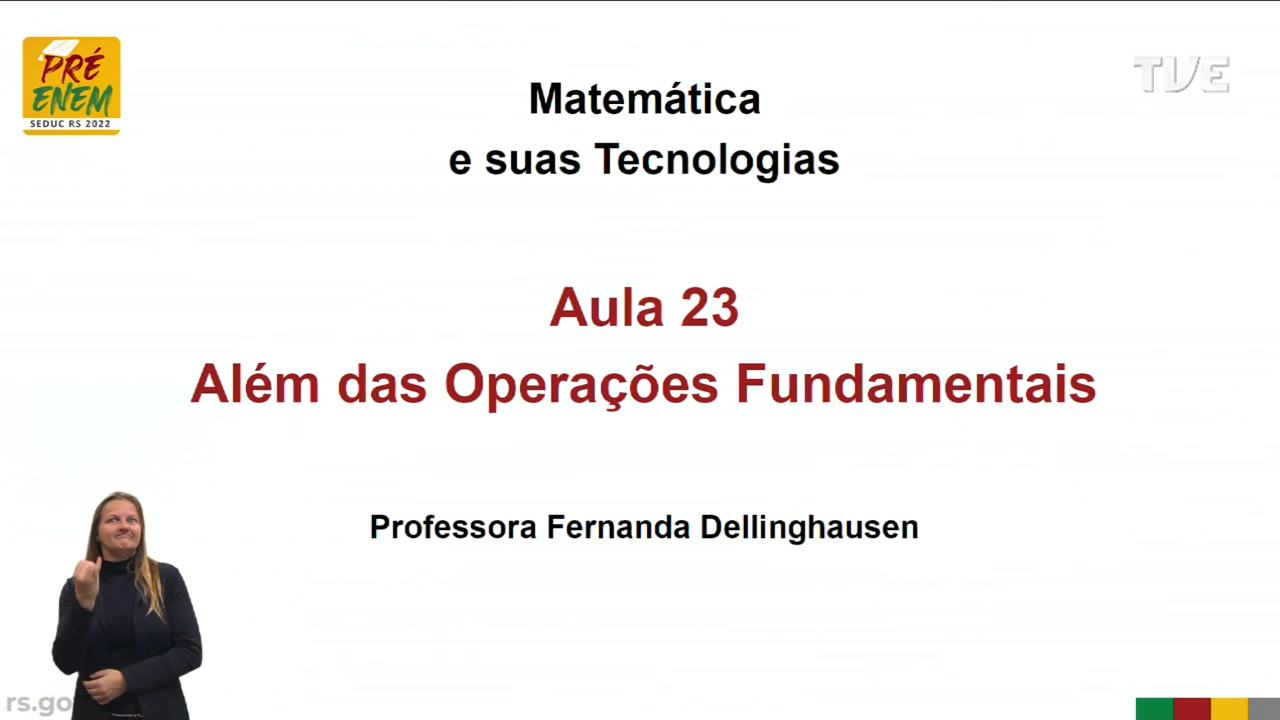 PRÉ
ENEM
SEDUC RS 2022
TVE
Matemática
e suas Tecnologias
Aula 23
Além das Operações Fundamentais
Professora Fernanda Dellinghausen
rs.go